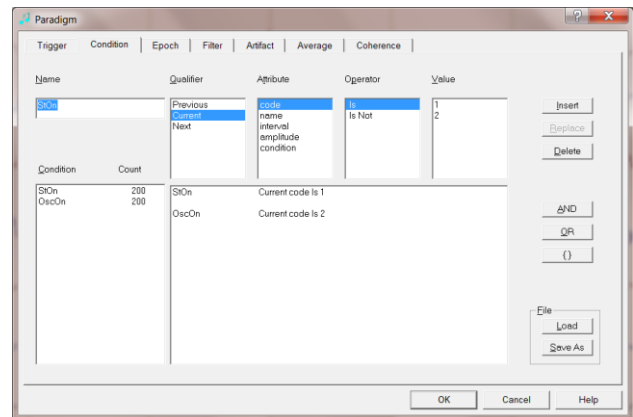 Paradigm
Trigger Condition Epoch Filter Artifact Average Coherence
Name Qualifier Attribute Operator Value
StOn Previous code Is 1 Insert
Current name Is Not 2
Next interval Replace
amplitude
condition Delete
Condition Count
StOn 200 StOn Current code Is 1
OscOn 200
OscOn Current code Is 2
AND
OR
()
File
Load
Save As
OK Cancel Help